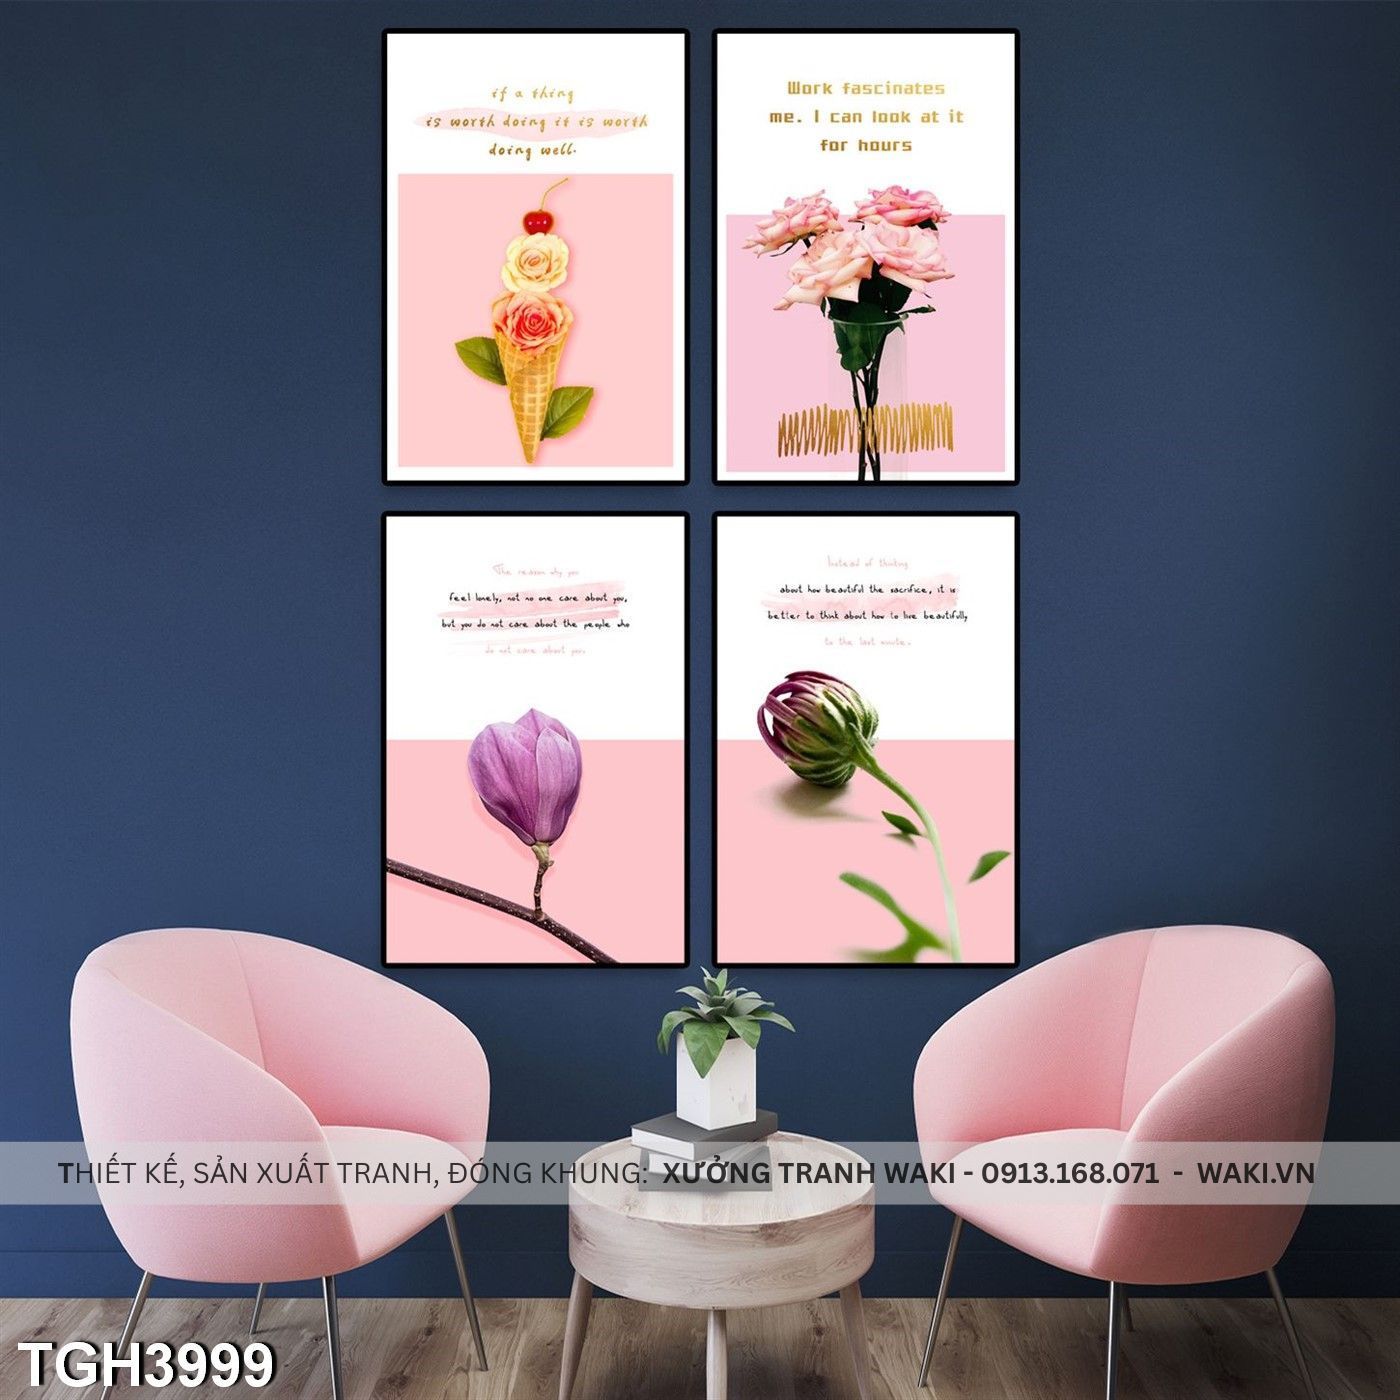 if a thing
is worth doing it is worth
doing well.
Work fascinates
me. I can look at it
for hours
The reason why you
feel lonely, not no one care about you,
but you do not care about the people who
do not care about you.
Instead of thinking
about how beautiful the sacrifice, it is
better to think about how to live beautifully
to the last minute.
THIẾT KẾ, SẢN XUẤT TRANH, ĐÓNG KHUNG: XƯỞNG TRANH WAKI - 0913.168.071 - WAKI.VN
TGH3999